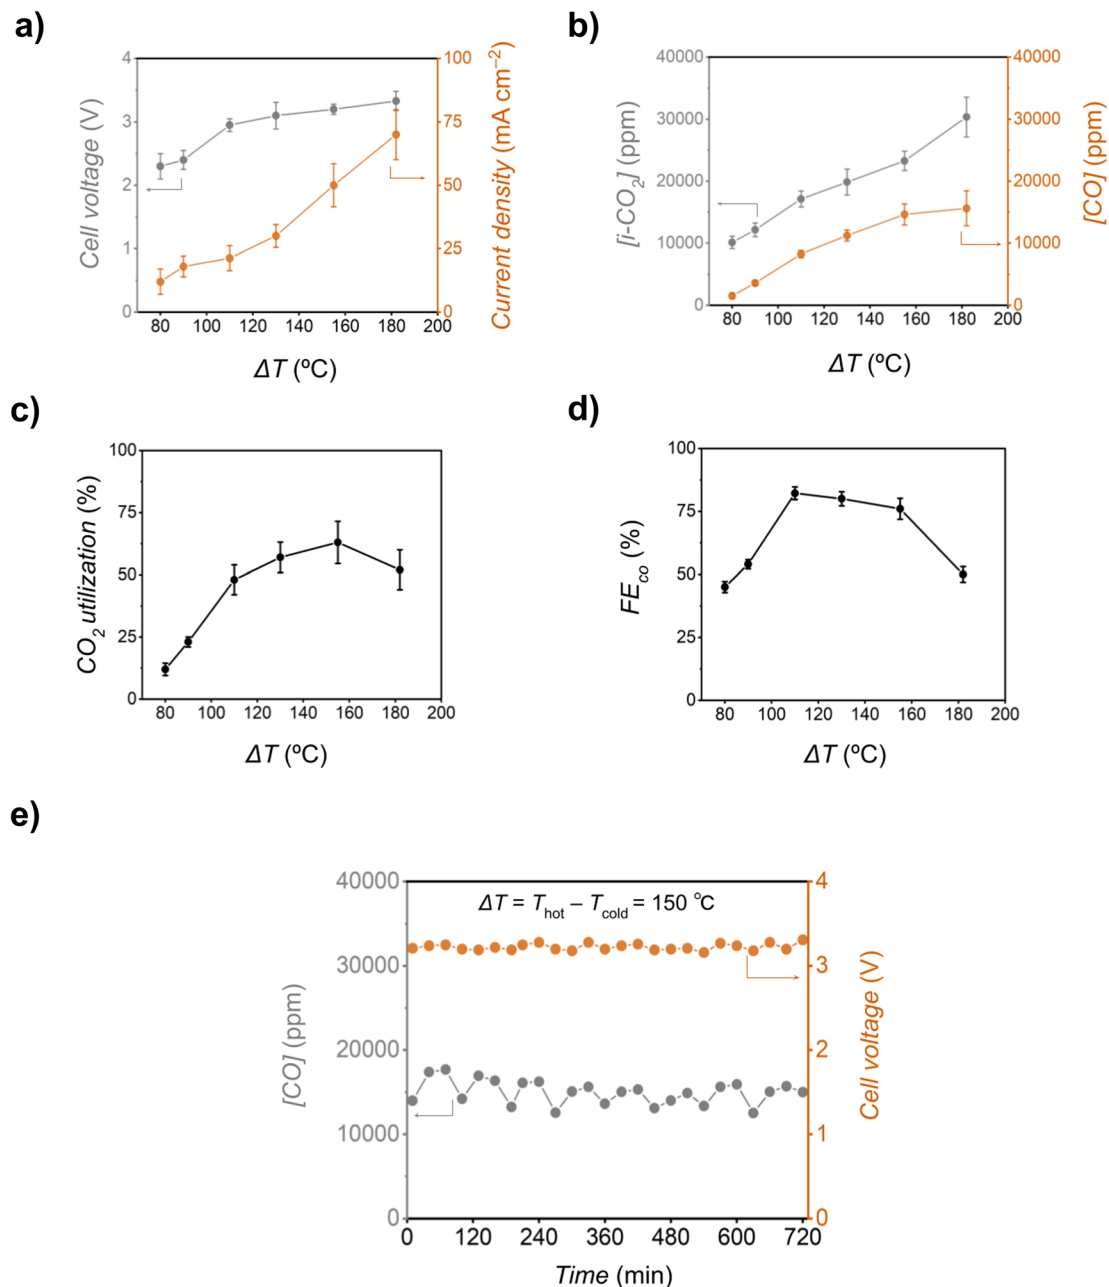 a)
4
3
2
1
0
Cell voltage (V)
100
75
50
25
0
Current density (mA cm⁻²)
80 100 120 140 160 180 200
ΔT (ºC)
b)
40000
30000
20000
10000
0
[i-CO₂] (ppm)
40000
30000
20000
10000
0
[CO] (ppm)
80 100 120 140 160 180 200
ΔT (ºC)
c)
100
75
50
25
0
CO₂ utilization (%)
80 100 120 140 160 180 200
ΔT (ºC)
d)
100
75
50
25
0
FE_co (%)
80 100 120 140 160 180 200
ΔT (ºC)
e)
ΔT = T_hot – T_cold = 150 °C
40000
30000
20000
10000
0
[CO] (ppm)
4
3
2
1
0
Cell voltage (V)
0 120 240 360 480 600 720
Time (min)